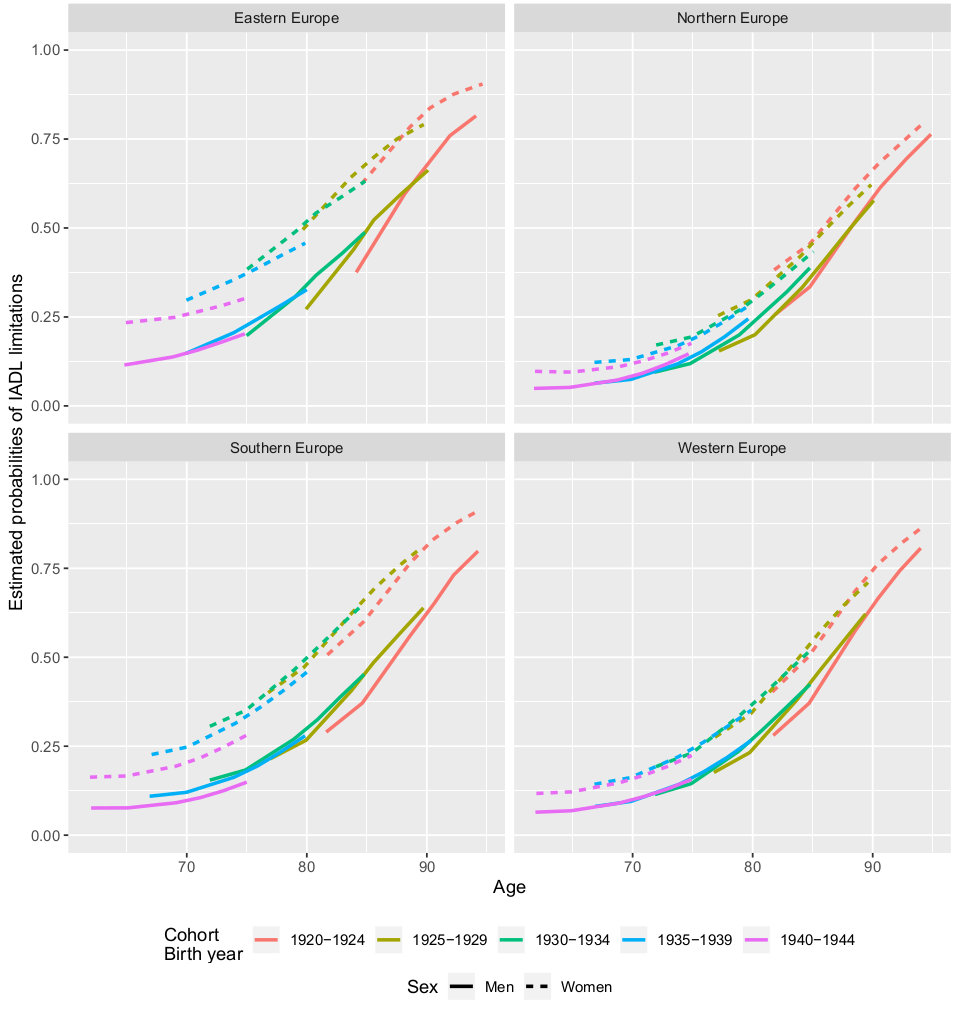 Eastern Europe
Northern Europe
1.00
0.75
0.50
0.25
0.00
Southern Europe
Western Europe
1.00
0.75
0.50
0.25
0.00
Estimated probabilities of IADL limitations
70
80
90
70
80
90
Age
Cohort
Birth year
1920−1924
1925−1929
1930−1934
1935−1939
1940−1944
Sex
Men
Women